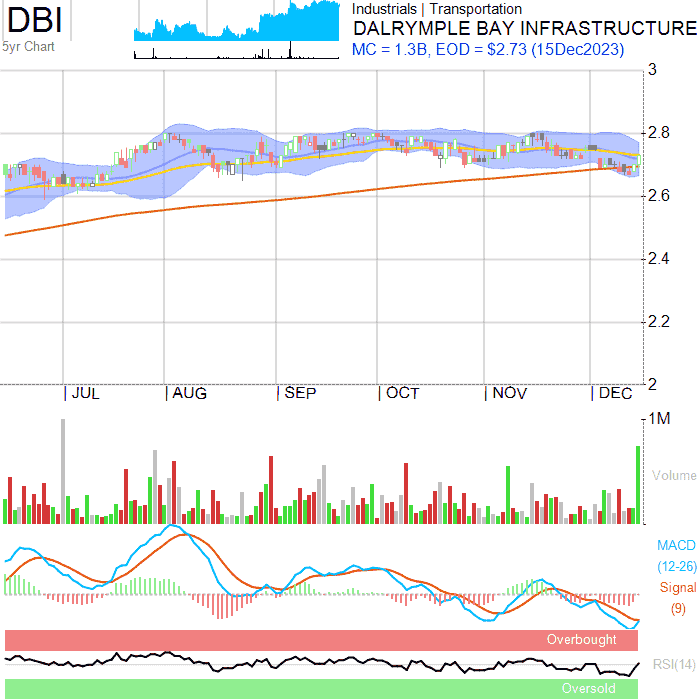 DBI
5yr Chart
Industrials | Transportation
DALRYMPLE BAY INFRASTRUCTURE
MC = 1.3B, EOD = $2.73 (15Dec2023)
3
2.8
2.6
2.4
2.2
2
JUL AUG SEP OCT NOV DEC
1M
Volume
MACD
(12-26)
Signal
(9)
Overbought
RSI(14)
Oversold